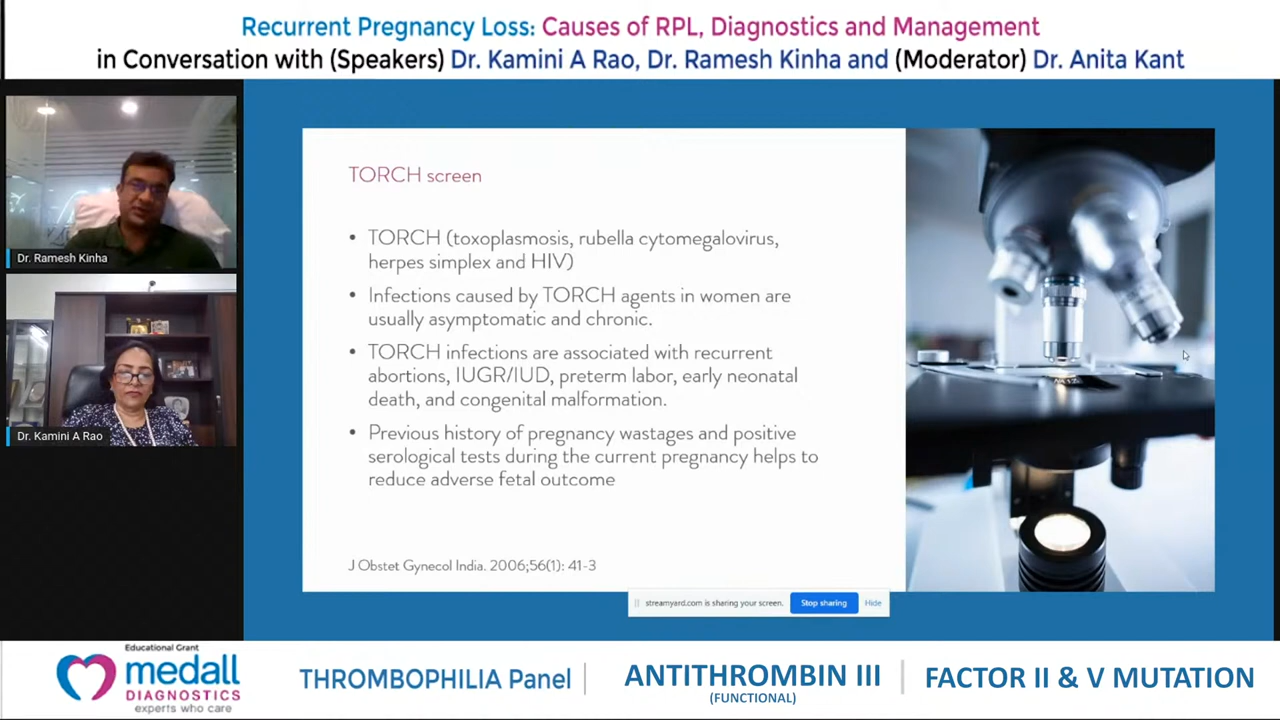 Recurrent Pregnancy Loss: Causes of RPL, Diagnostics and Management
in Conversation with (Speakers) Dr. Kamini A Rao, Dr. Ramesh Kinha and (Moderator) Dr. Anita Kant
Dr. Ramesh Kinha
Dr. Kamini A Rao
TORCH screen
• TORCH (toxoplasmosis, rubella cytomegalovirus,
herpes simplex and HIV)
• Infections caused by TORCH agents in women are
usually asymptomatic and chronic.
• TORCH infections are associated with recurrent
abortions, IUGR/IUD, preterm labor, early neonatal
death, and congenital malformation.
• Previous history of pregnancy wastages and positive
serological tests during the current pregnancy helps to
reduce adverse fetal outcome
J Obstet Gynecol India. 2006;56(1): 41-3
streamyard.com is sharing your screen.
Stop sharing
Hide
Educational Grant
medall
DIAGNOSTICS
experts who care
THROMBOPHILIA Panel
ANTITHROMBIN III
(FUNCTIONAL)
FACTOR II & V MUTATION